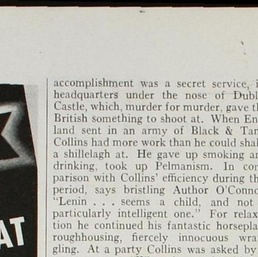 accomplishment was a secret service, i
headquarters under the nose of Dubl
Castle, which, murder for murder, gave t
British something to shoot at. When En
land sent in an army of Black & Tan
Collins had more work than he could shak
a shillelagh at. He gave up smoking an
drinking, took up Pelmanism. In com
parison with Collins' efficiency during th
period, says bristling Author O'Conno
"Lenin . . . seems a child, and not
particularly intelligent one." For relax
tion he continued his fantastic horsepla
roughhousing, fiercely innocuous wra
gling. At a party Collins was asked by
AT